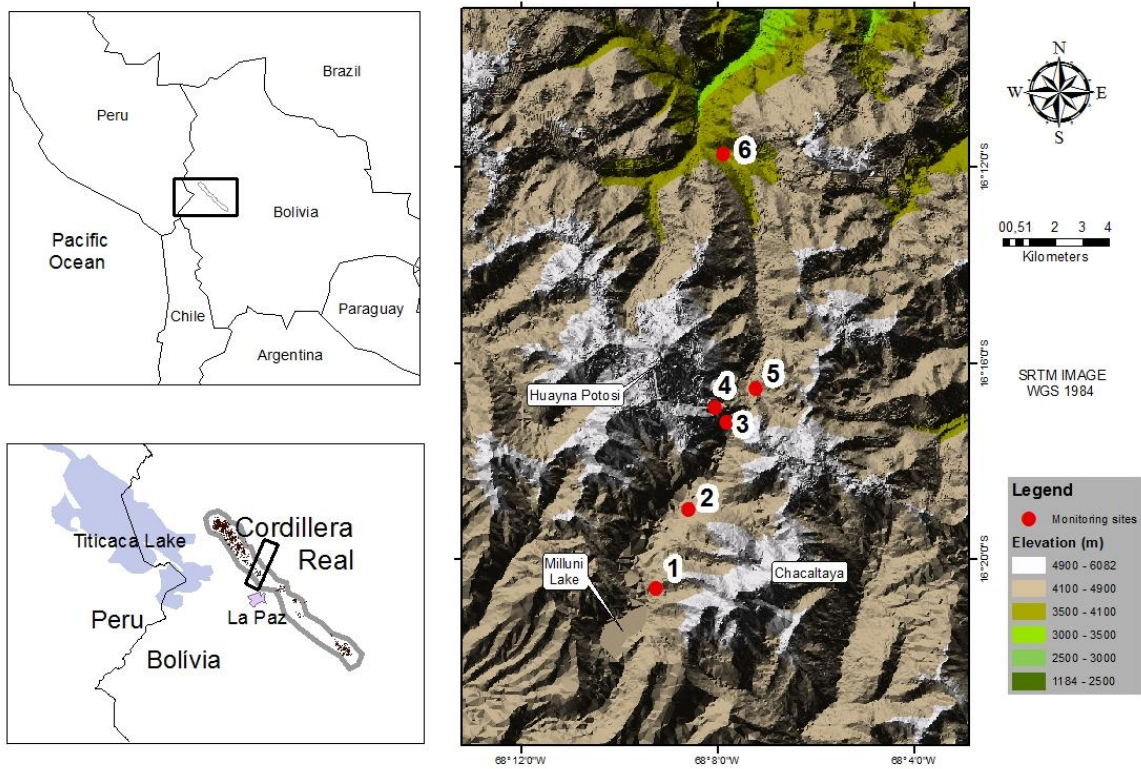 Brazil
Peru
Bolivia
Pacific
Ocean
Paraguay
Chile
Argentina
Titicaca Lake
Cordillera
Real
La Paz
Peru
Bolívia
6
5
4
Huayna Potosi
3
2
1
Milluni
Lake
Chacaltaya
68°12'0"W
68°8'0"W
68°4'0"W
16°12'0"S
16°16'0"S
16°20'0"S
N
W E
S
00,51 2 3 4
Kilometers
SRTM IMAGE
WGS 1984
Legend
Monitoring sites
Elevation (m)
4900 - 6082
4100 - 4900
3500 - 4100
3000 - 3500
2500 - 3000
1184 - 2500